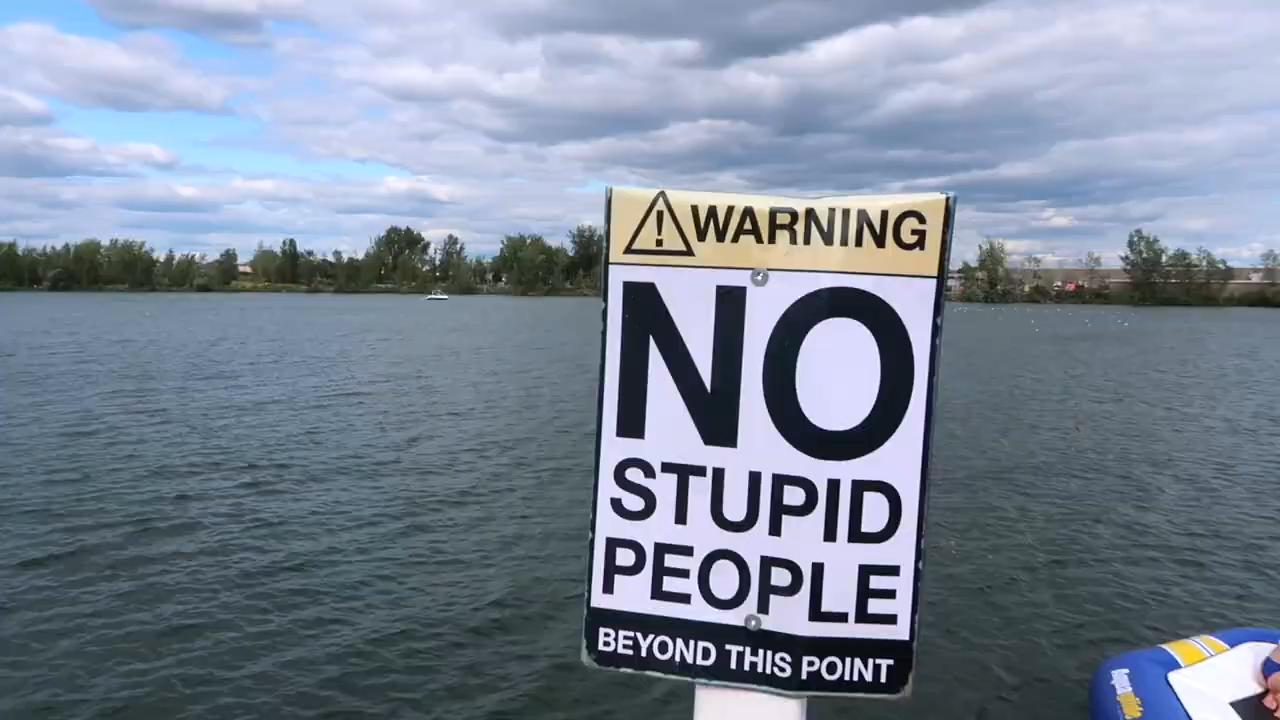 WARNING
NO
STUPID
PEOPLE
BEYOND THIS POINT